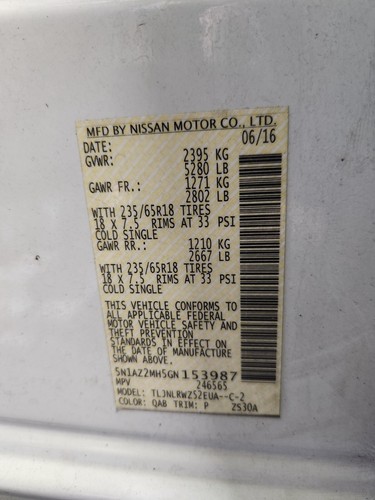 MFD BY NISSAN MOTOR CO., LTD.
DATE: 06/16
GVWR: 2395 KG
5280 LB
GAWR FR.: 1271 KG
2802 LB
WITH 235/65R18 TIRES
18 X 7.5 RIMS AT 33 PSI
COLD SINGLE
GAWR RR.: 1210 KG
2667 LB
WITH 235/65R18 TIRES
18 X 7.5 RIMS AT 33 PSI
COLD SINGLE
THIS VEHICLE CONFORMS TO
ALL APPLICABLE FEDERAL
MOTOR VEHICLE SAFETY AND
THEFT PREVENTION
STANDARDS IN EFFECT ON
THE DATE OF MANUFACTURE
SHOWN ABOVE.
5N1AZ2MH5GN153987
MPV 246565
MODEL: TLJNLRWZ52EUA--C-2
COLOR: QAB TRIM: P ZS30A